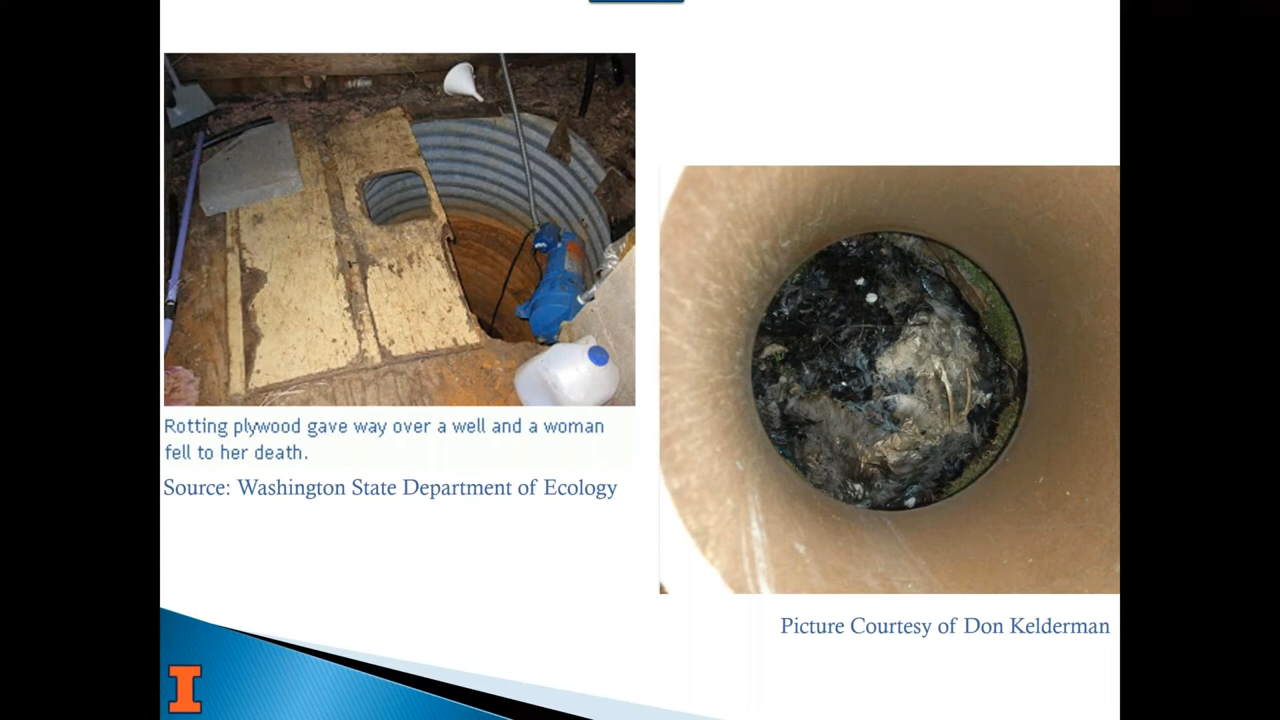 Rotting plywood gave way over a well and a woman
fell to her death.
Source: Washington State Department of Ecology
Picture Courtesy of Don Kelderman
I